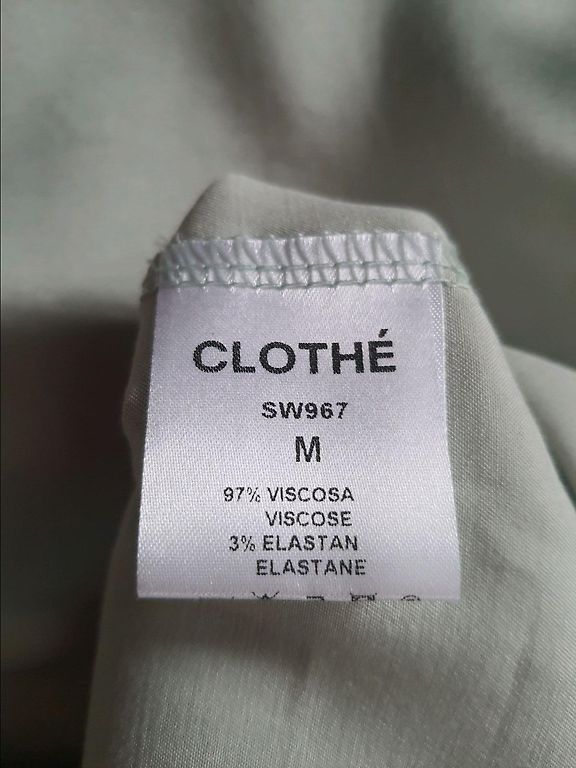 CLOTHÉ
SW967
M
97% VISCOSA
VISCOSE
3% ELASTAN
ELASTANE